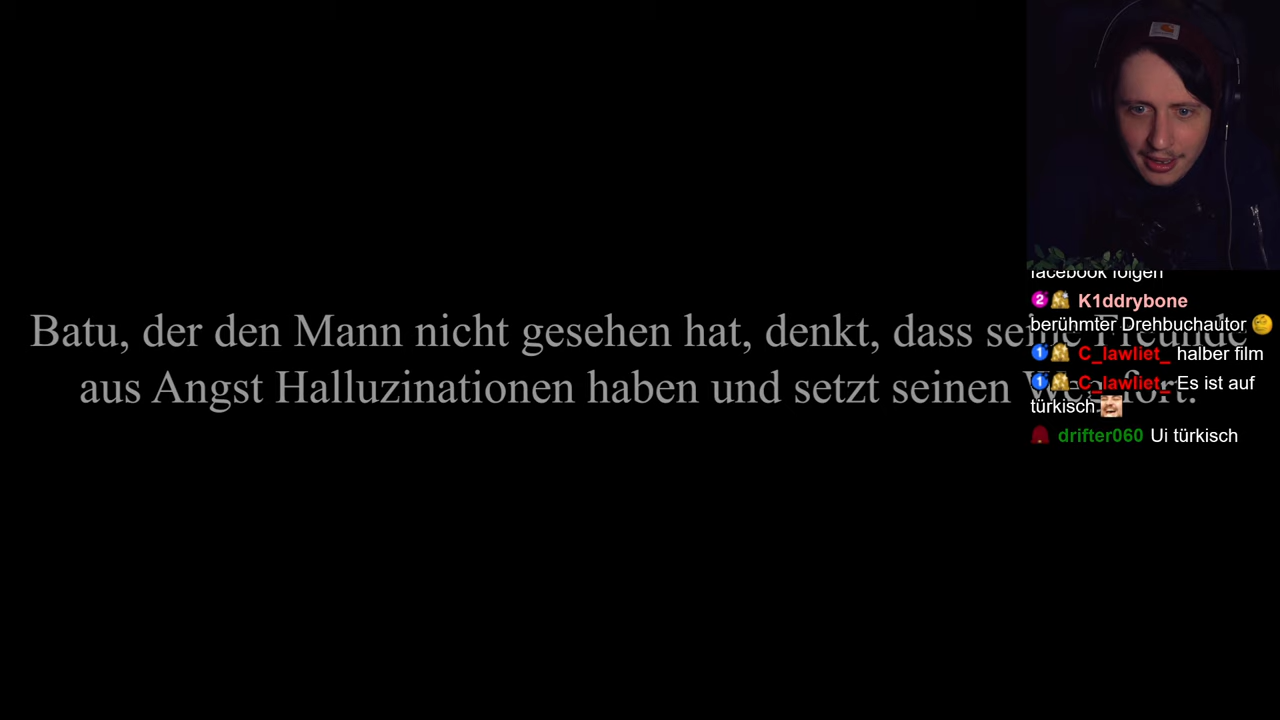 Batu, der den Mann nicht gesehen hat, denkt, dass seine Freunde
aus Angst Halluzinationen haben und setzt seinen Weg fort.
facebook folgen
K1ddrybone
berühmter Drehbuchautor
C_lawliet_ halber film
C_lawliet_ Es ist auf
türkisch
drifter060 Ui türkisch